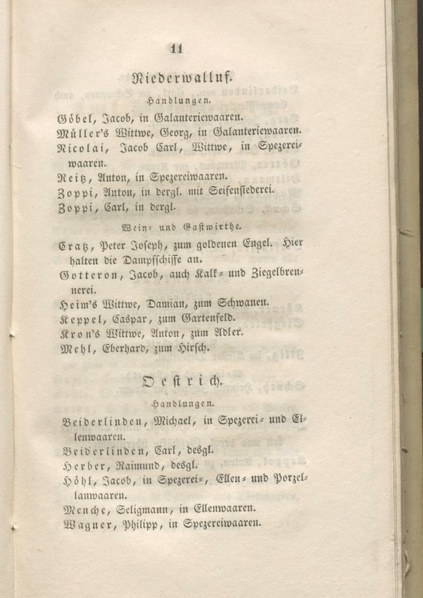 11
Niederwalluf.
Handlungen.
Göbel, Jacob, in Galanteriewaaren.
Müller's Wittwe, Georg, in Galanteriewaaren.
Nicolai, Jacob Carl, Wittwe, in Spezerei-
waaren.
Reitz, Anton, in Spezereiwaaren.
Zoppi, Anton, in dergl. mit Seifensiederei.
Zoppi, Carl, in dergl.
Wein- und Gastwirthe.
Cratz, Peter Joseph, zum goldenen Engel. Hier
halten die Dampfschiffe an.
Gotteron, Jacob, auch Kalk- und Ziegelbren-
nerei.
Heim's Wittwe, Damian, zum Schwanen.
Keppel, Caspar, zum Gartenfeld.
Kron's Wittwe, Anton, zum Adler.
Mehl, Eberhard, zum Hirsch.
Oestrich.
Handlungen.
Beiderlinden, Michael, in Spezerei- und El-
lenwaaren.
Beiderlinden, Carl, desgl.
Herber, Raimund, desgl.
Höhl, Jacob, in Spezerei-, Ellen- und Porzel-
lanwaaren.
Menche, Seligmann, in Ellenwaaren.
Wagner, Philipp, in Spezereiwaaren.